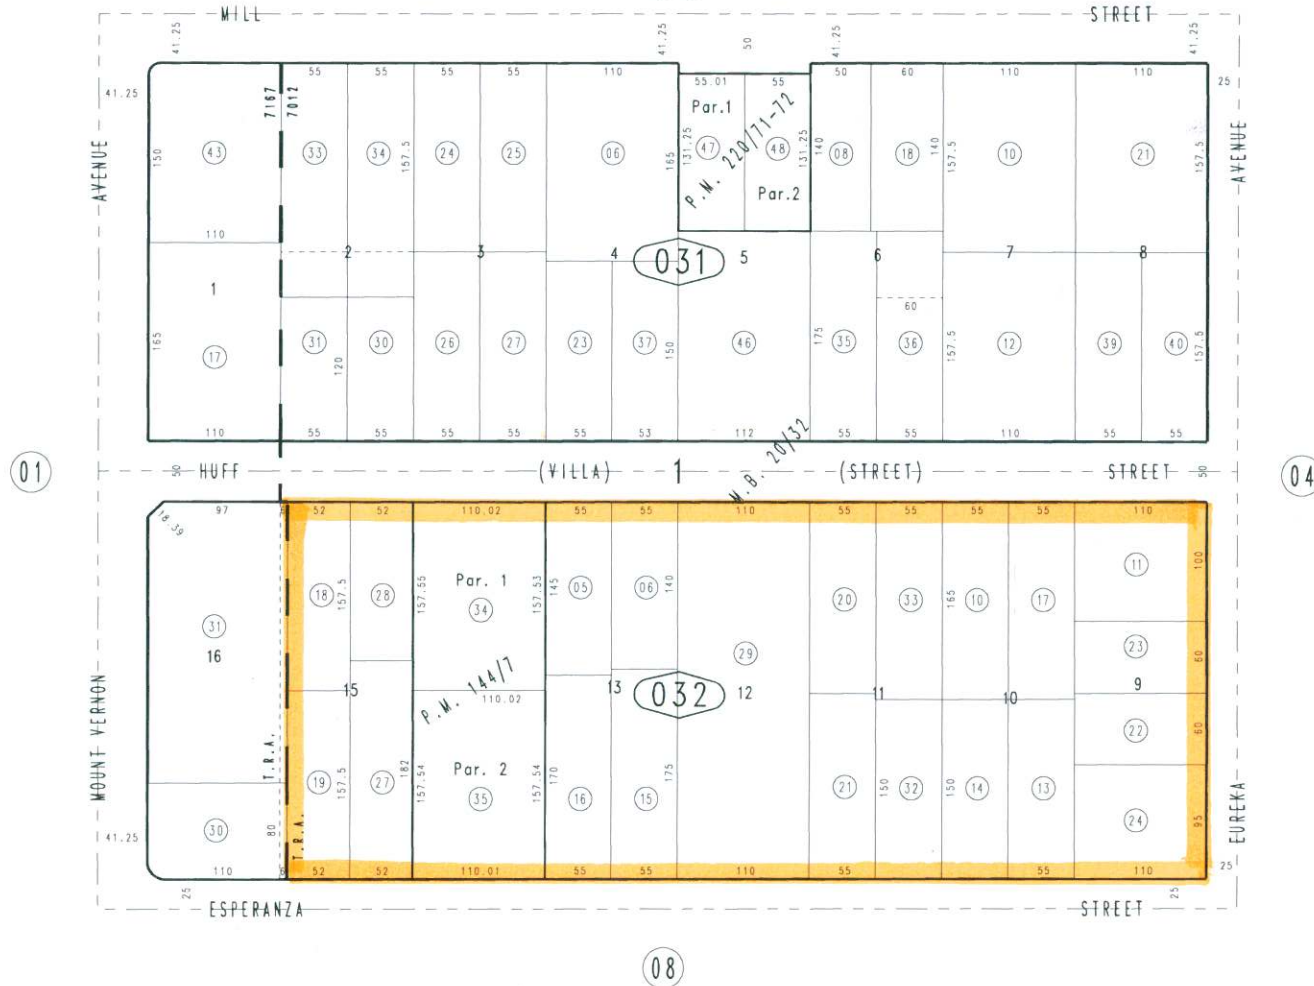 MILL STREET
41.25 41.25 50 41.25 41.25
55 55 55 55 110 55.01 55 50 60 110 110
41.25 7167 7012 Par.1 25
AVENUE 150 43 33 34 157.5 24 25 06 165 131.25 47 P.M. 220/71-72 48 131.25 140 08 18 140 157.5 10 21 157.5 AVENUE
Par.2
110
2 3 4 031 5 6 7 8
1
60
165 17 31 120 30 26 27 23 37 150 46 175 35 36 157.5 12 39 40 157.5
110 55 55 55 55 55 53 112 55 55 110 55 55
01 50 HUFF (VILLA) 1 M.B. 20/32 (STREET) STREET 50 04
18.39 97 52 52 110.02 55 55 110 55 55 55 55 110
Par. 1
18 157.5 28 157.55 34 157.53 145 05 06 140 20 33 165 10 17 11 100
31
16
29 23 60
15 P.M. 144/7 110.02 13 032 12 11 10 9
MOUNT VERNON T.R.A. 22 60
Par. 2
19 157.5 27 182 157.54 35 157.54 170 16 15 175 21 150 32 150 14 13 24 95 EUREKA
41.25 30 80 T.R.A.
110 52 52 110.01 55 55 110 55 55 55 110 25
25 ESPERANZA STREET 25
08